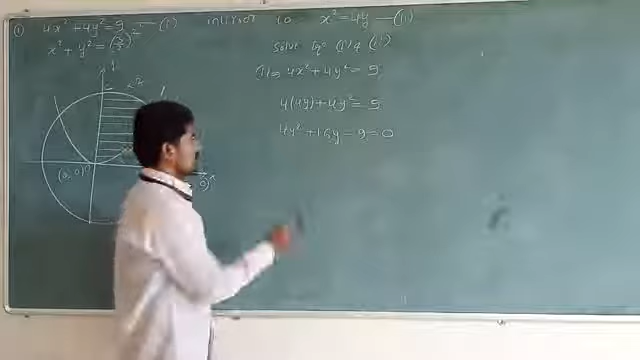 ① 4x² + 4y² = 9 — (i) interior to x² = 4y — (ii)
x² + y² = (3/2)²
Solve Eqⁿ (i) & (ii)
(i) ⇒ 4x² + 4y² = 9
4(4y) + 4y² = 9
4y² + 16y = 9 = 0
(0, 0)